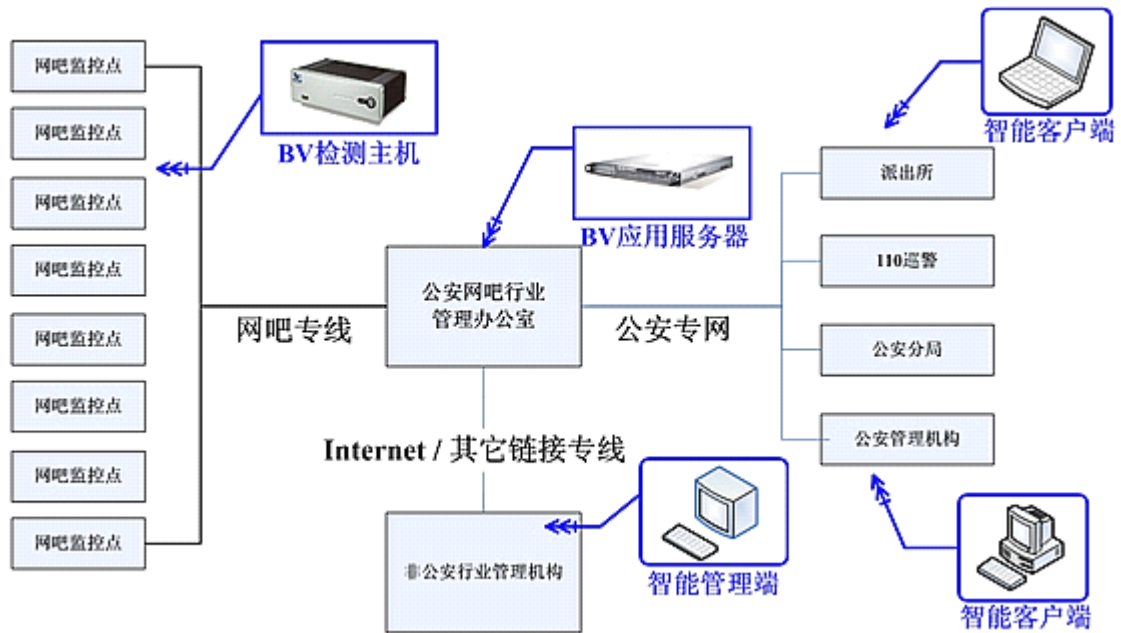 网吧监控点
网吧监控点
网吧监控点
网吧监控点
网吧监控点
网吧监控点
网吧监控点
网吧监控点
BV检测主机
BV应用服务器
智能客户端
公安网吧行业
管理办公室
网吧专线
公安专网
派出所
110巡警
公安分局
公安管理机构
Internet / 其它链接专线
非公安行业管理机构
智能管理端
智能客户端